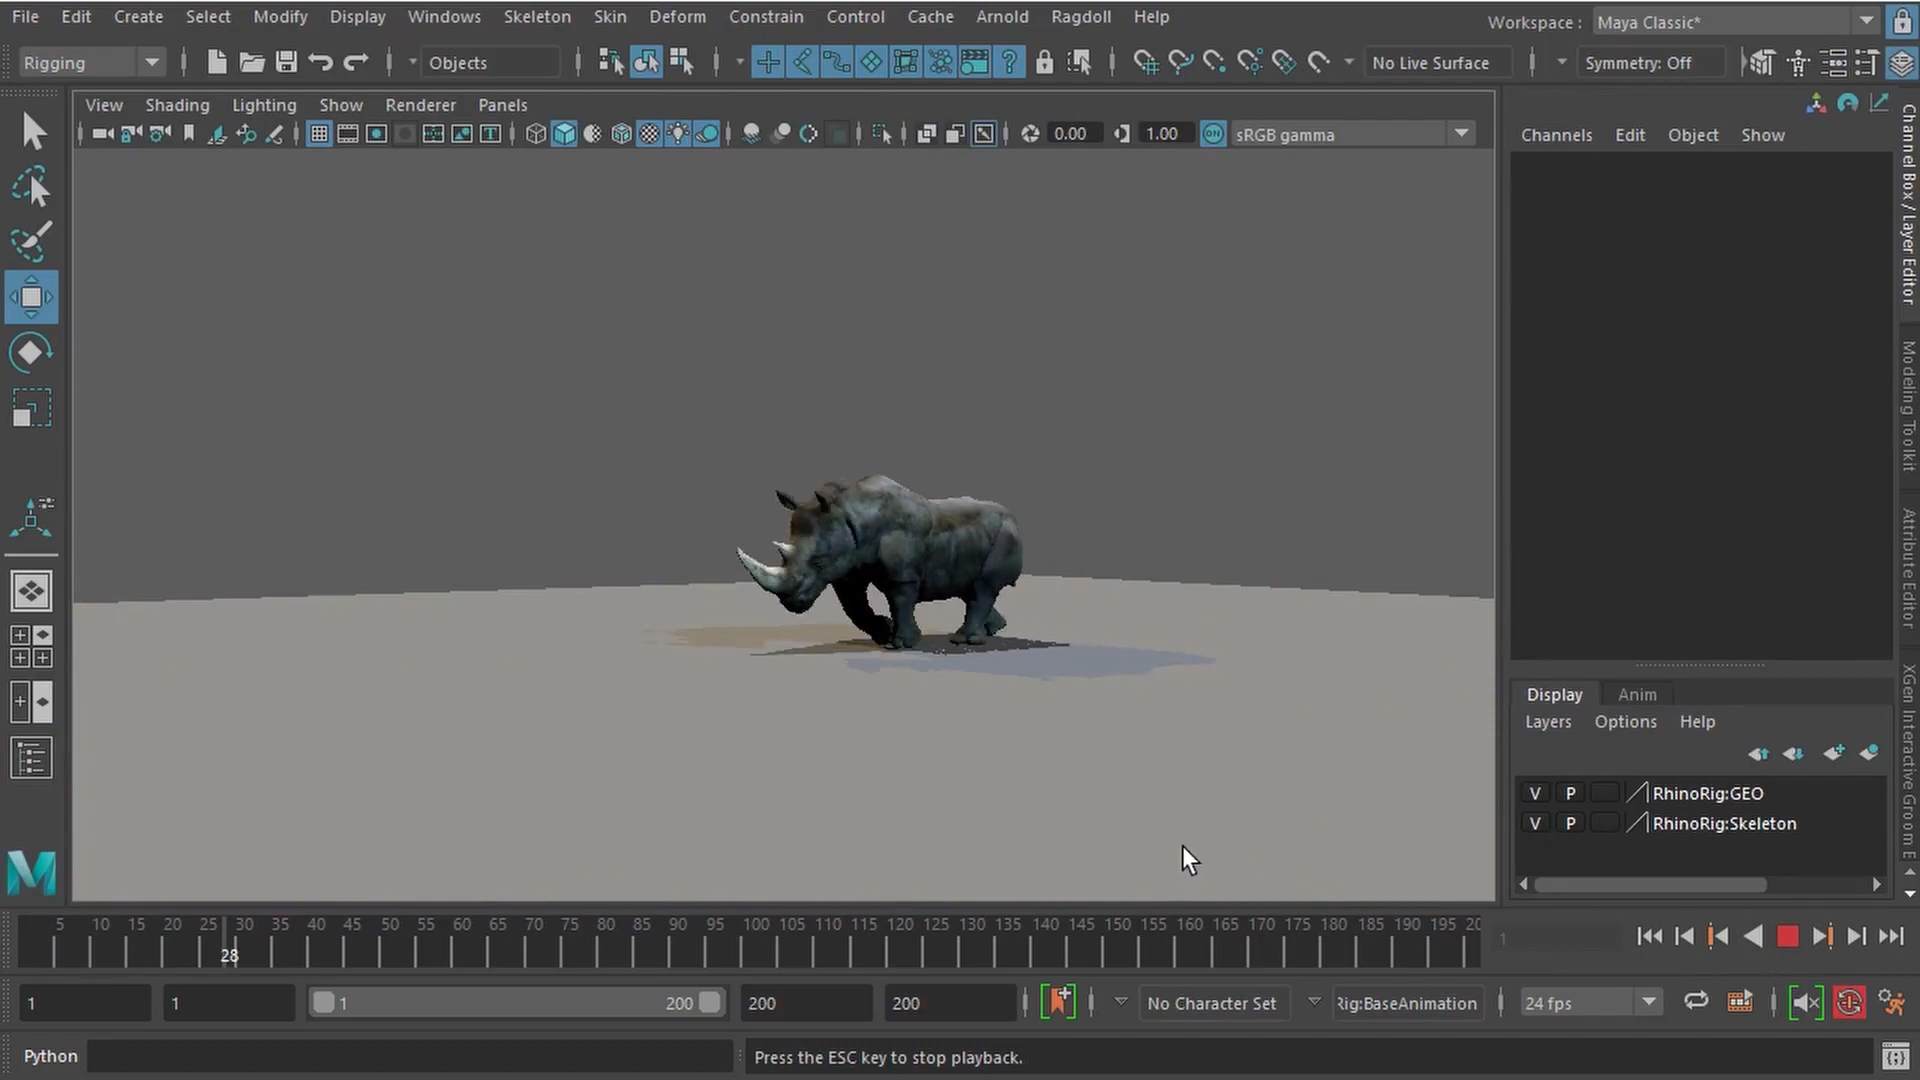 File Edit Create Select Modify Display Windows Skeleton Skin Deform Constrain Control Cache Arnold Ragdoll Help
Workspace : Maya Classic*
Rigging Objects No Live Surface Symmetry: Off
View Shading Lighting Show Renderer Panels
0.00 1.00 ON sRGB gamma
Channels Edit Object Show
Channel Box / Layer Editor
Modeling Toolkit
Attribute Editor
XGen Interactive Groom E
Display Anim
Layers Options Help
V P RhinoRig:GEO
V P RhinoRig:Skeleton
5 10 15 20 25 30 35 40 45 50 55 60 65 70 75 80 85 90 95 100 105 110 115 120 125 130 135 140 145 150 155 160 165 170 175 180 185 190 195 20
28
1
1 1 1 200 200 200 No Character Set Rig:BaseAnimation 24 fps
Python Press the ESC key to stop playback.